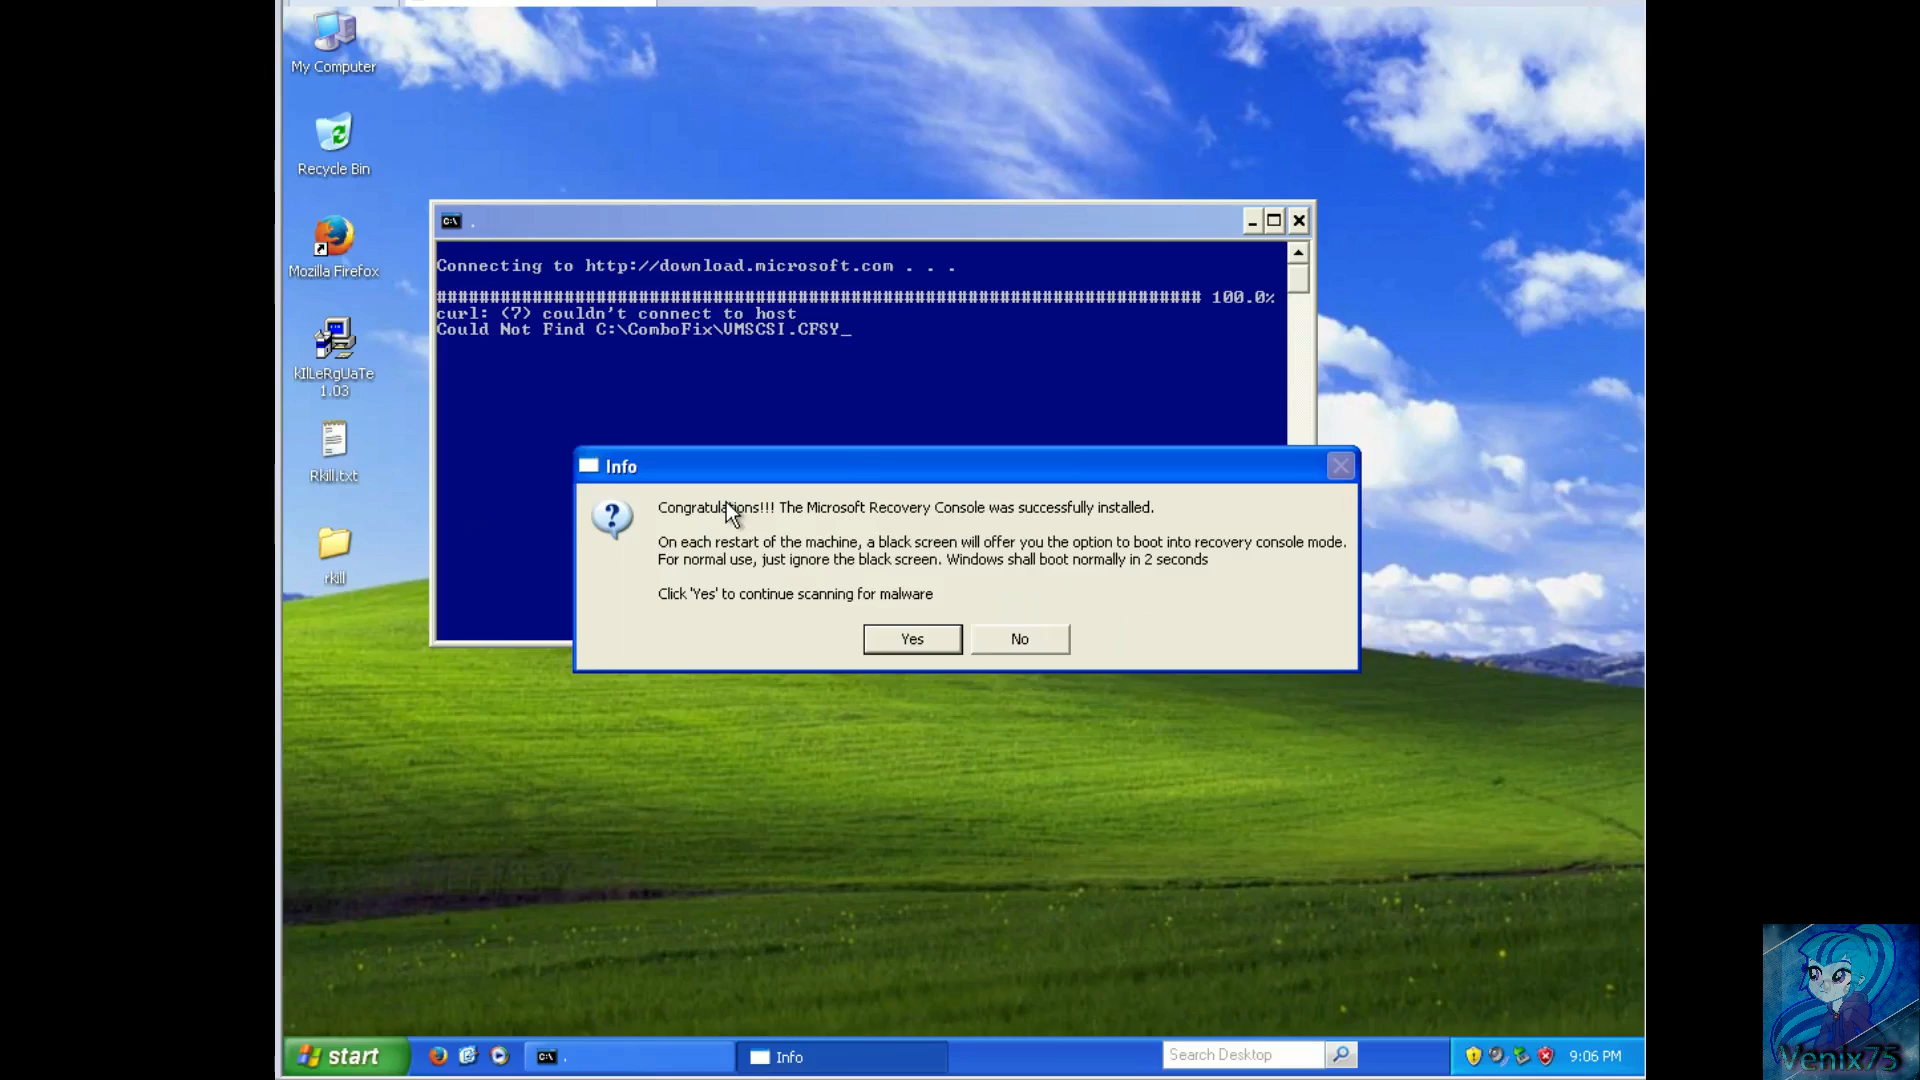 My Computer
Recycle Bin
Mozilla Firefox
kIlLeRgUaTe
1.03
Rkill.txt
rkill
C:\ .
Connecting to http://download.microsoft.com . . .
######################################################################## 100.0%
curl: (7) couldn't connect to host
Could Not Find C:\ComboFix\VMSCSI.CFSY_
Info
Congratulations!!! The Microsoft Recovery Console was successfully installed.
On each restart of the machine, a black screen will offer you the option to boot into recovery console mode.
For normal use, just ignore the black screen. Windows shall boot normally in 2 seconds
Click 'Yes' to continue scanning for malware
Yes
No
start
C:\ .
Info
Search Desktop
9:06 PM
Venix75